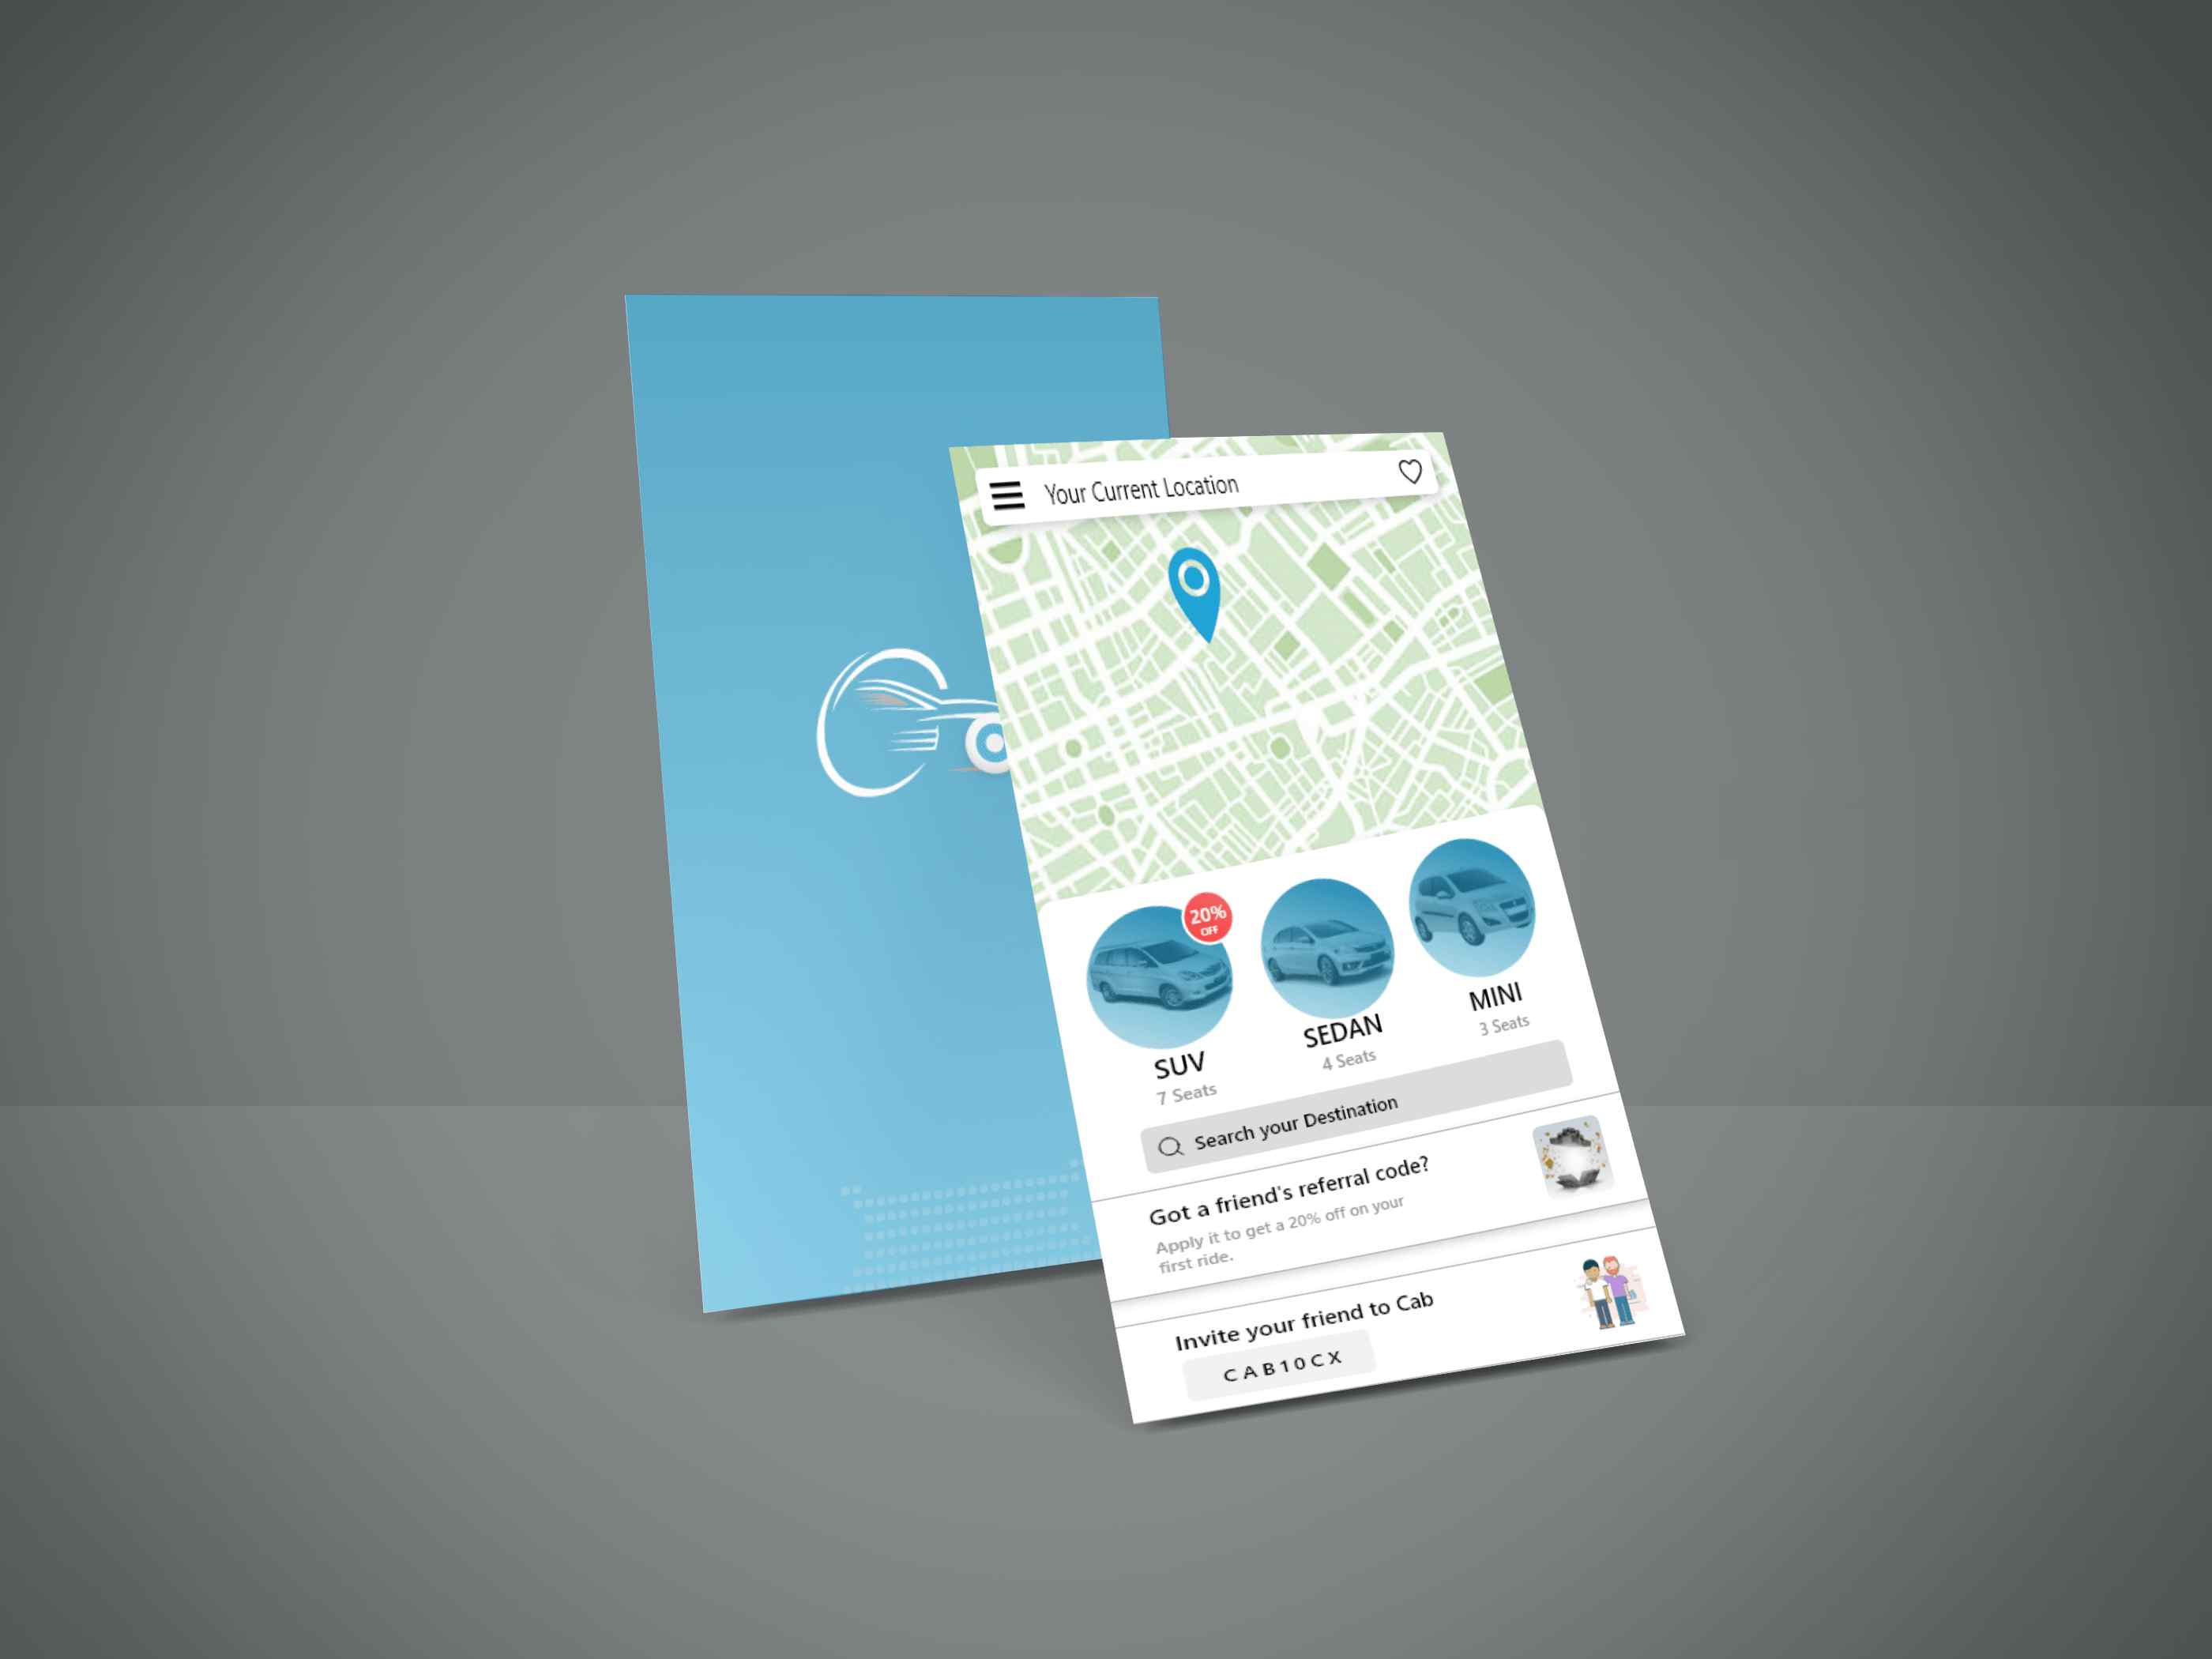 Your Current Location
20%
OFF
SUV
7 Seats
SEDAN
4 Seats
MINI
3 Seats
Search your Destination
Got a friend's referral code?
Apply it to get a 20% off on your
first ride.
Invite your friend to Cab
CAB10CX